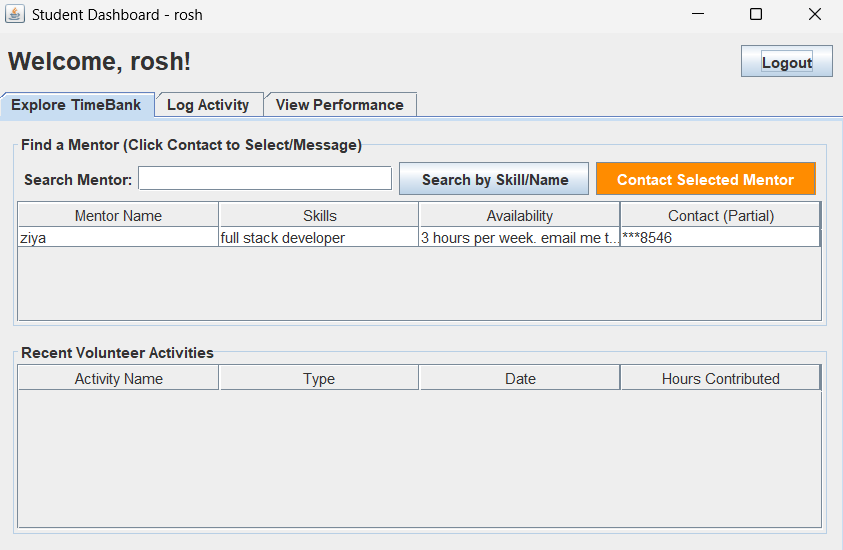 Student Dashboard - rosh
Welcome, rosh!
Logout
Explore TimeBank Log Activity View Performance
Find a Mentor (Click Contact to Select/Message)
Search Mentor: Search by Skill/Name Contact Selected Mentor
Mentor Name Skills Availability Contact (Partial)
ziya full stack developer 3 hours per week. email me t... ***8546
Recent Volunteer Activities
Activity Name Type Date Hours Contributed